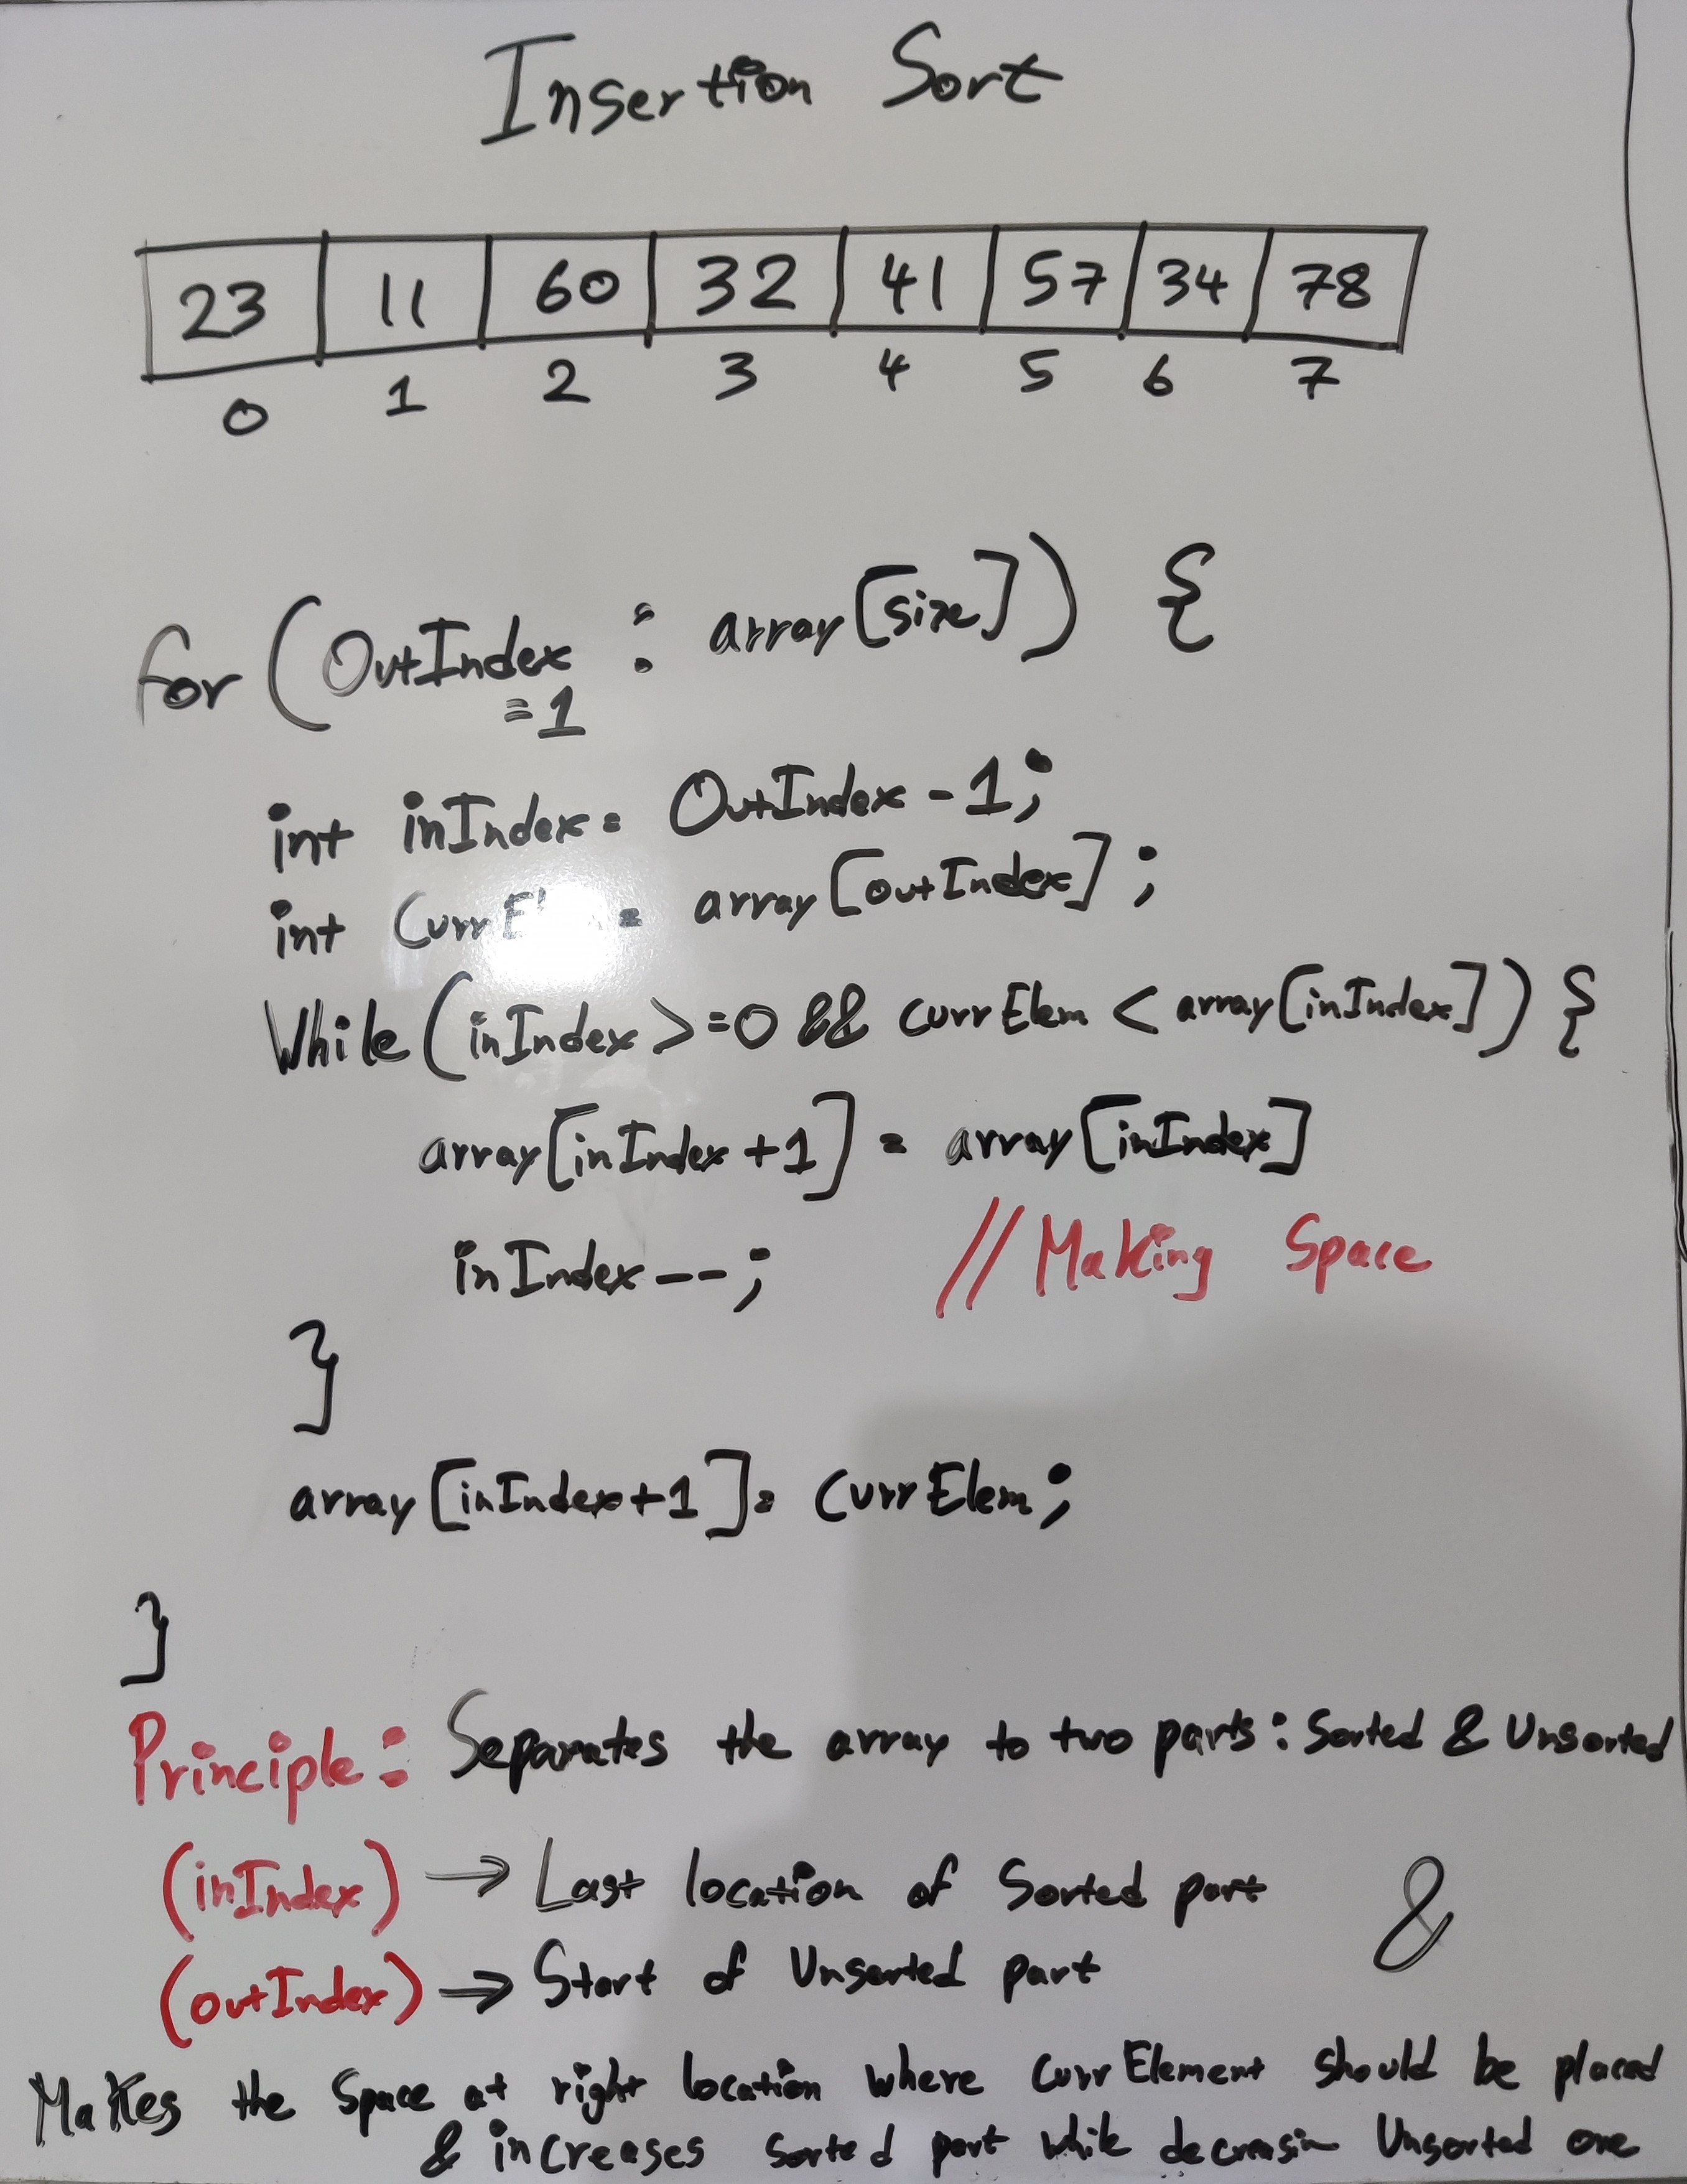 Insertion Sort
23 11 60 32 41 57 34 78
0 1 2 3 4 5 6 7
for (OutIndex : array[size]) {
=1
int inIndex = OutIndex - 1;
int = array[outIndex];
While (inIndex >= 0 && currElem < array[inIndex]) {
array[inIndex + 1] = array[inIndex]
inIndex --; // Making Space
}
array[inIndex + 1] = CurrElem;
}
Principle: Separates the array to two parts: Sorted & Unsorted
(inIndex) → Last location of Sorted part &
(outIndex) → Start of Unsorted part
Makes the Space at right location where CurrElement should be placed
& increases sorted part while decreasin Unsorted one